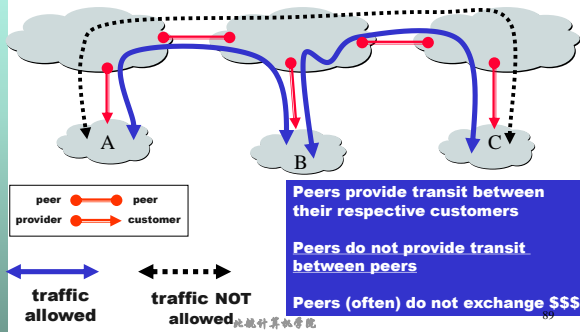 A
B
C
peer peer
provider customer
traffic allowed
traffic NOT allowed
Peers provide transit between
their respective customers
Peers do not provide transit
between peers
Peers (often) do not exchange $$$
89